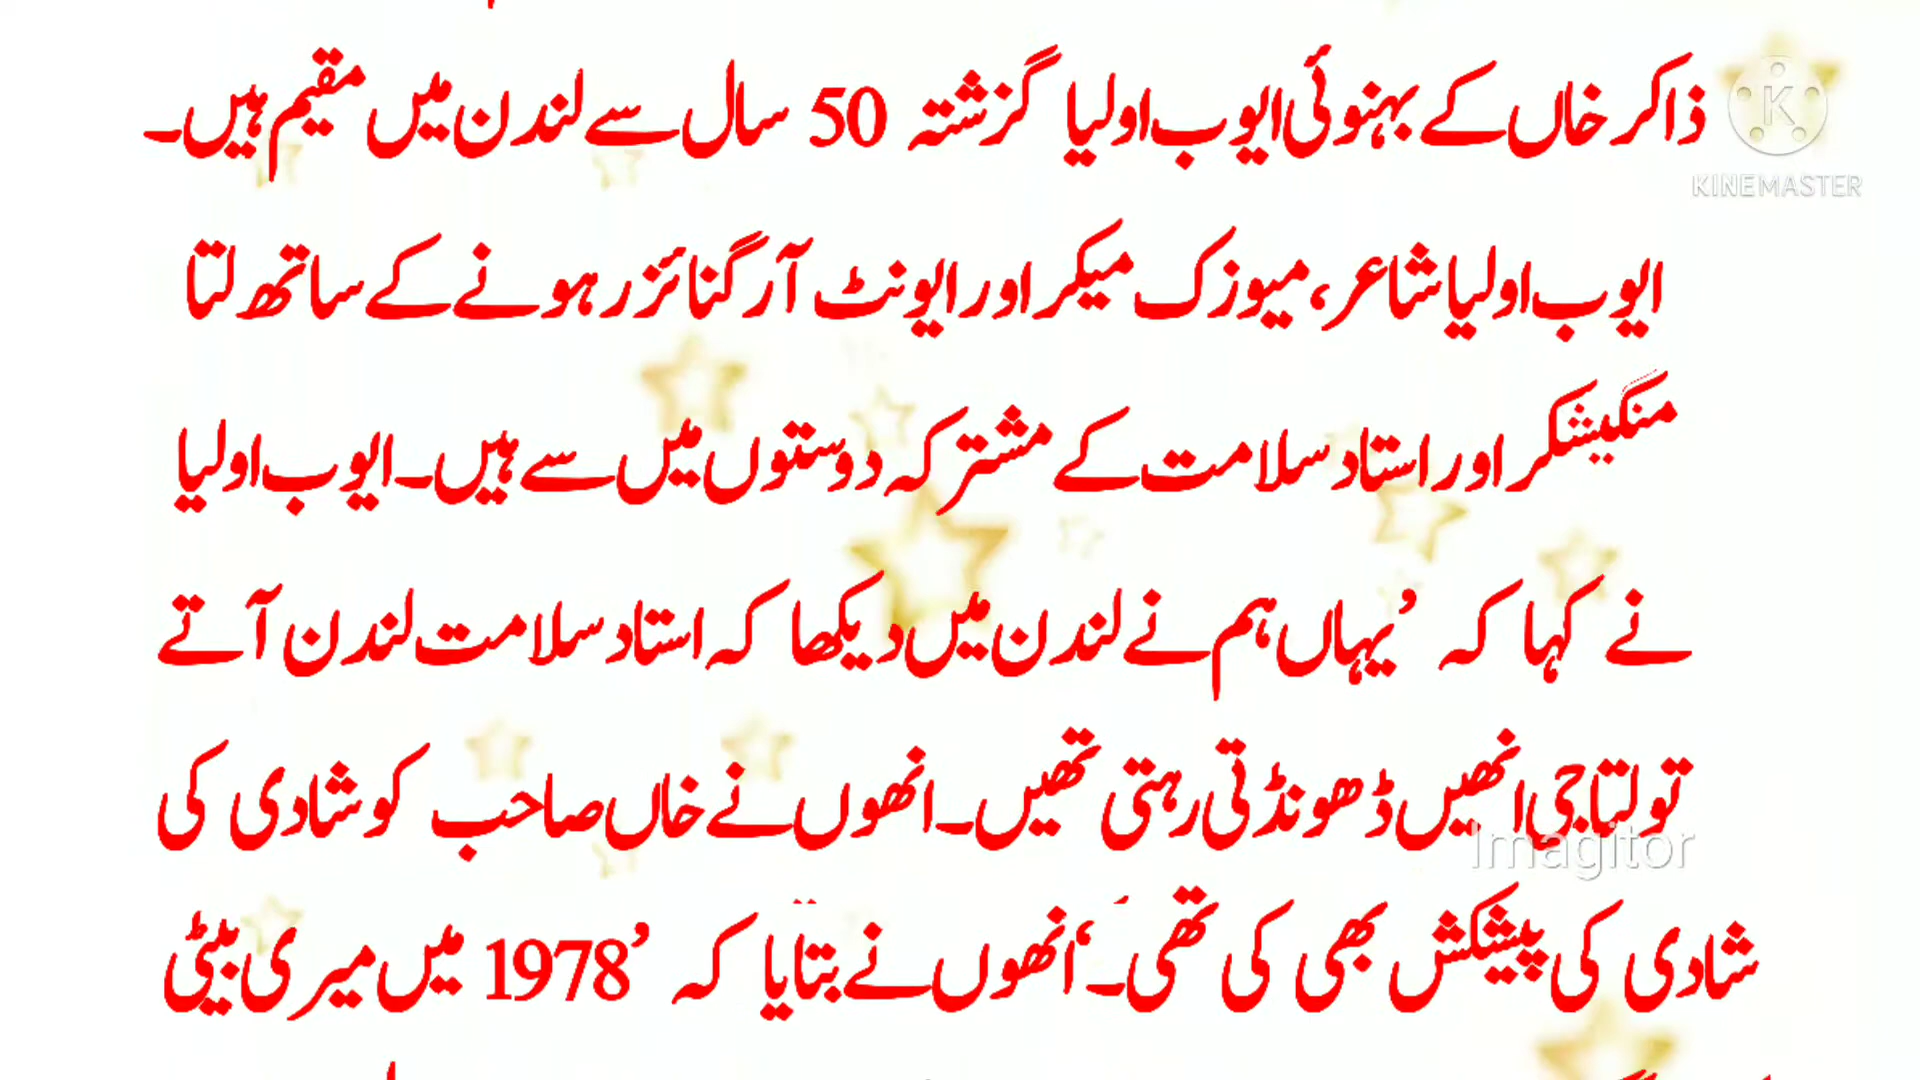 ذاکر خاں کے بہنوئی ایوب اولیا گزشتہ 50 سال سے لندن میں مقیم ہیں۔
KINEMASTER
ایوب اولیا شاعر، میوزک میکر اور ایونٹ آرگنائزر ہونے کے ساتھ لتا
منگیشکر اور استاد سلامت کے مشترکہ دوستوں میں سے ہیں۔ ایوب اولیا
نے کہا کہ ’یہاں ہم نے لندن میں دیکھا کہ استاد سلامت لندن آتے
تو لتا جی انھیں ڈھونڈتی رہتی تھیں۔ انھوں نے خاں صاحب کو شادی کی
Imagitor
شادی کی پیشکش بھی کی تھی۔‘ انھوں نے بتایا کہ ’1978 میں میری بیٹی